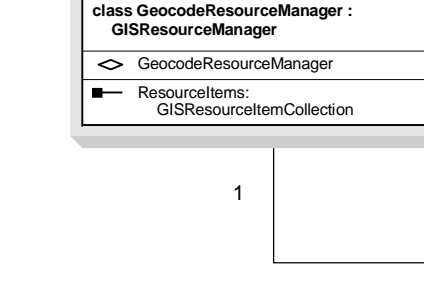 class GeocodeResourceManager :
GISResourceManager
GeocodeResourceManager
ResourceItems:
GISResourceItemCollection
1